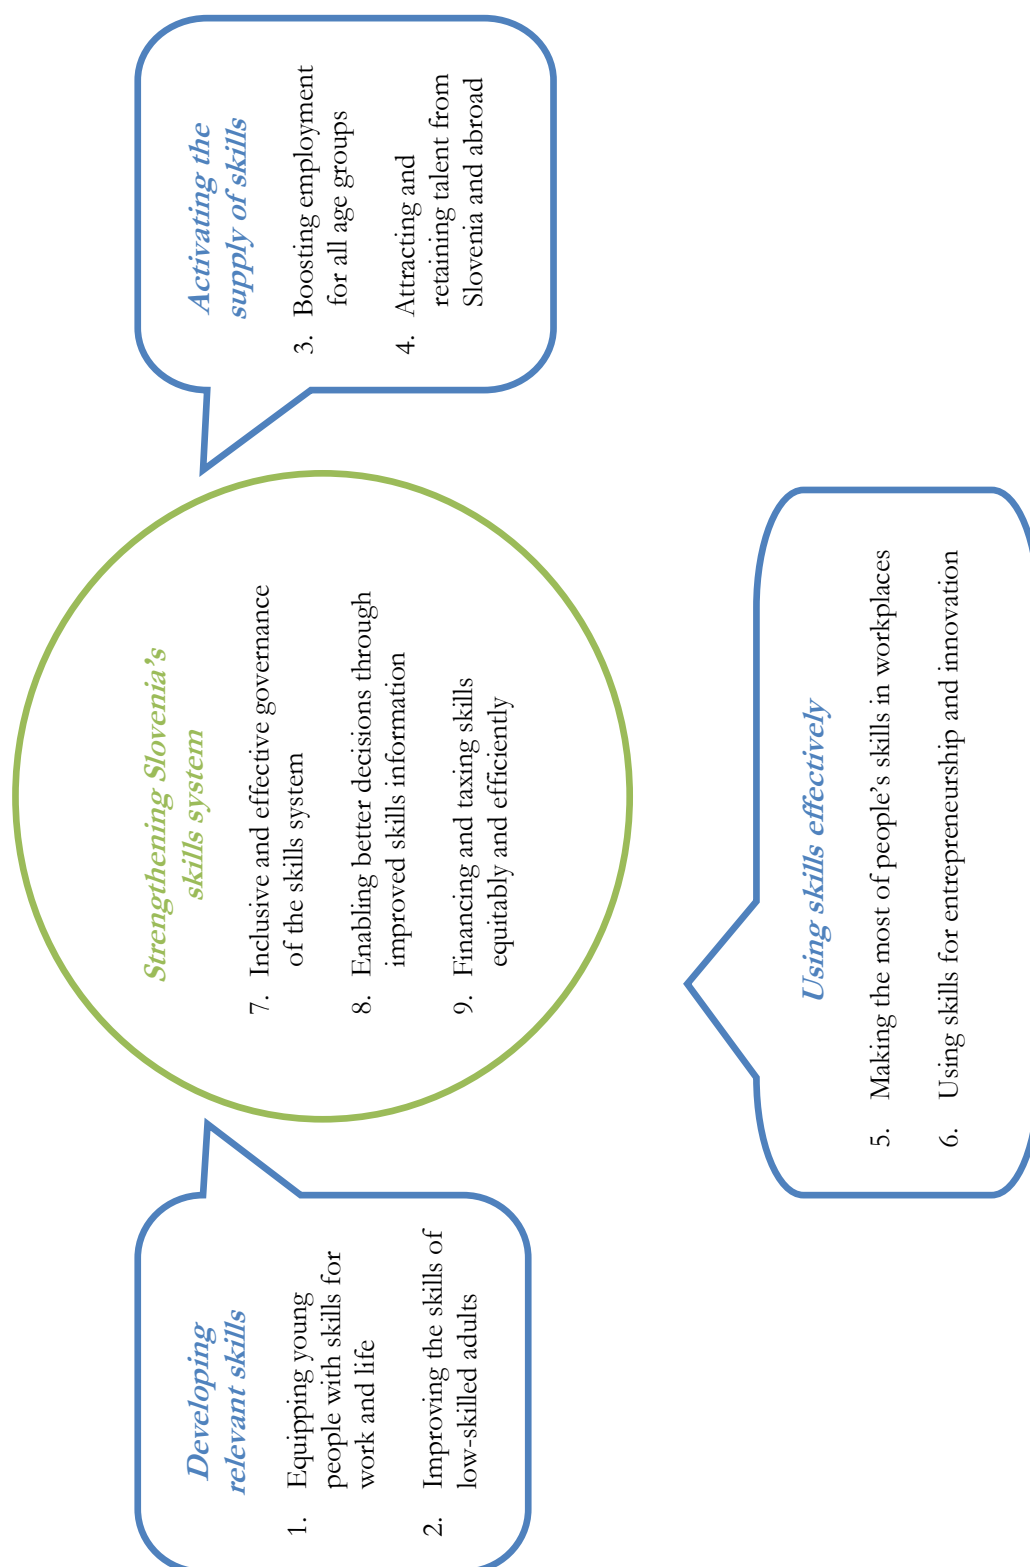 Developing
relevant skills
1. Equipping young
people with skills for
work and life
2. Improving the skills of
low-skilled adults
Strengthening Slovenia’s
skills system
7. Inclusive and effective governance
of the skills system
8. Enabling better decisions through
improved skills information
9. Financing and taxing skills
equitably and efficiently
Activating the
supply of skills
3. Boosting employment
for all age groups
4. Attracting and
retaining talent from
Slovenia and abroad
Using skills effectively
5. Making the most of people’s skills in workplaces
6. Using skills for entrepreneurship and innovation